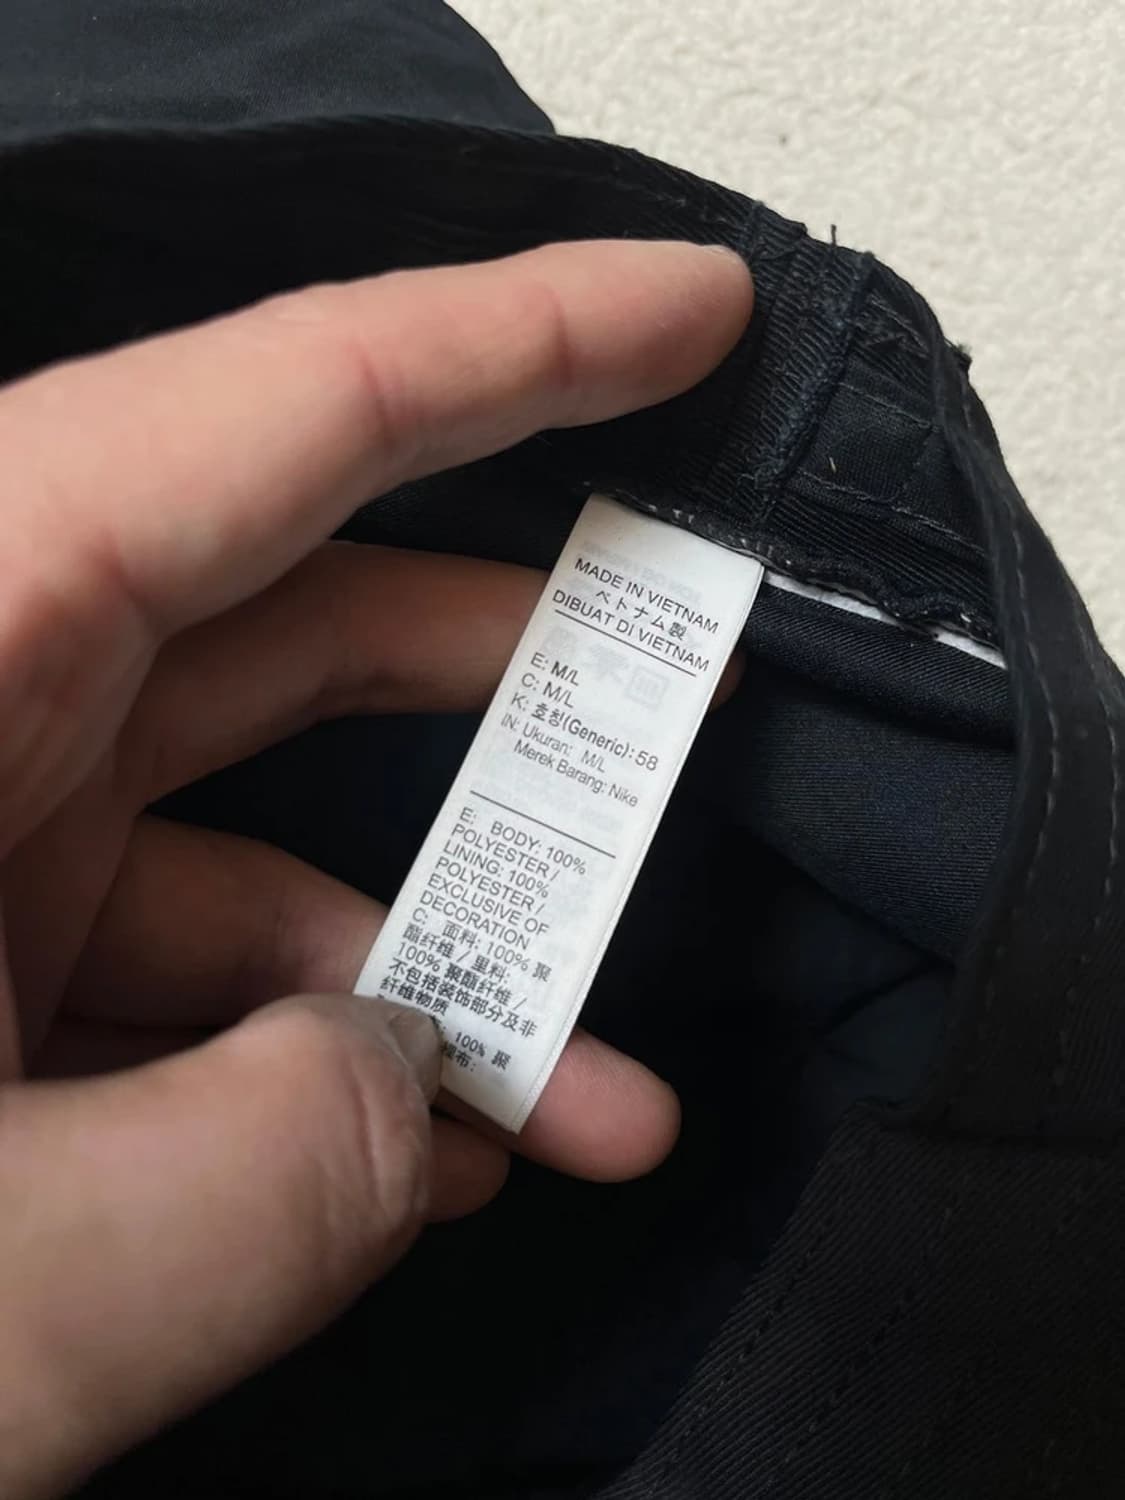 MADE IN VIETNAM
ベトナム製
DIBUAT DI VIETNAM
E: M/L
C: M/L
K: 호칭(Generic): 58
IN: Ukuran: M/L
Merek Barang: Nike
E: BODY: 100%
POLYESTER /
LINING: 100%
POLYESTER /
EXCLUSIVE OF
DECORATION
C: 面料: 100% 聚
酯纤维 / 里料:
100% 聚酯纤维 /
不包括装饰部分及非
纤维物质
: 100% 聚
布: